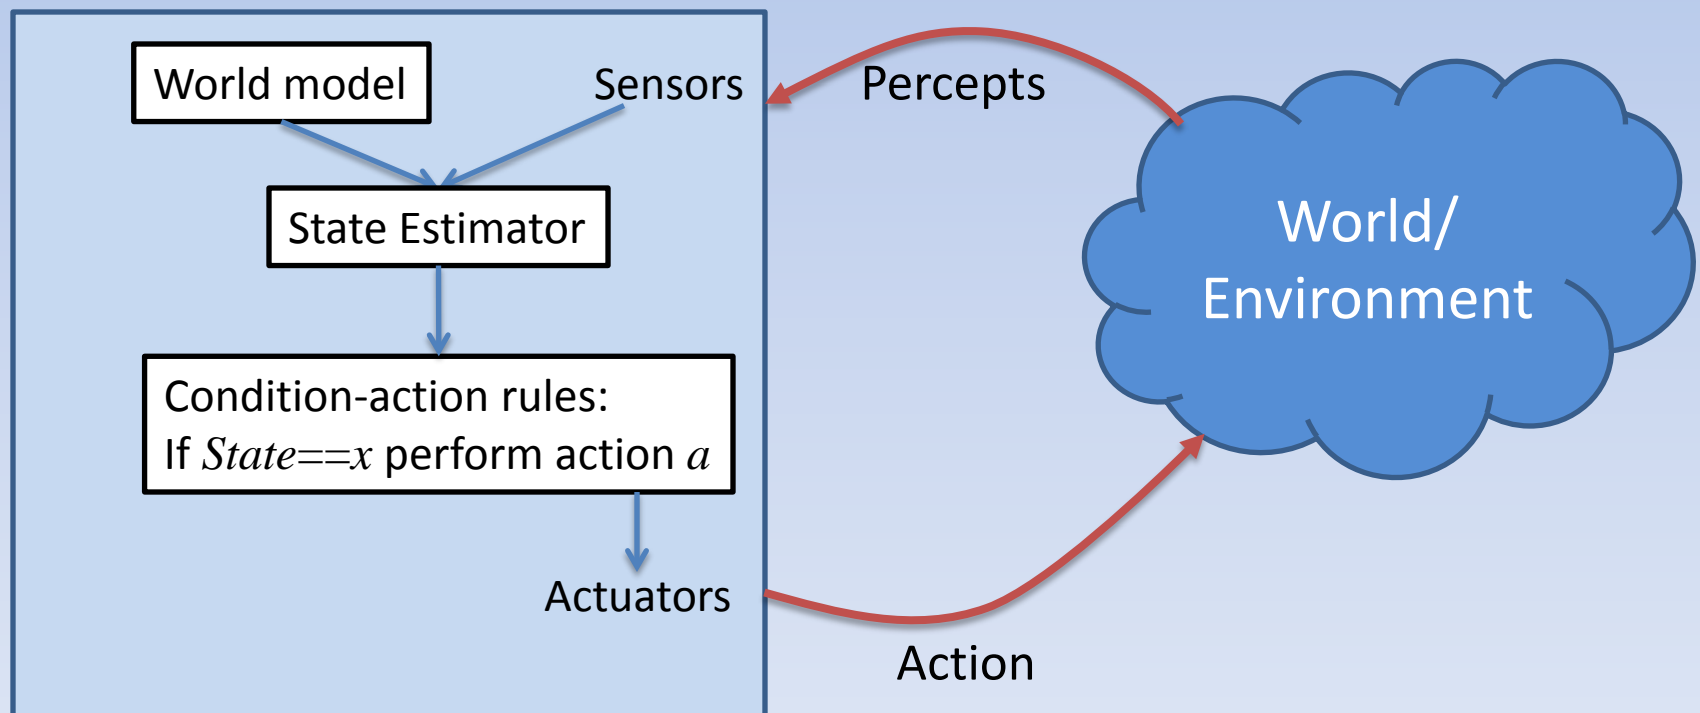 World model
Sensors
Percepts
State Estimator
World/
Environment
Condition-action rules:
If State==x perform action a
Actuators
Action